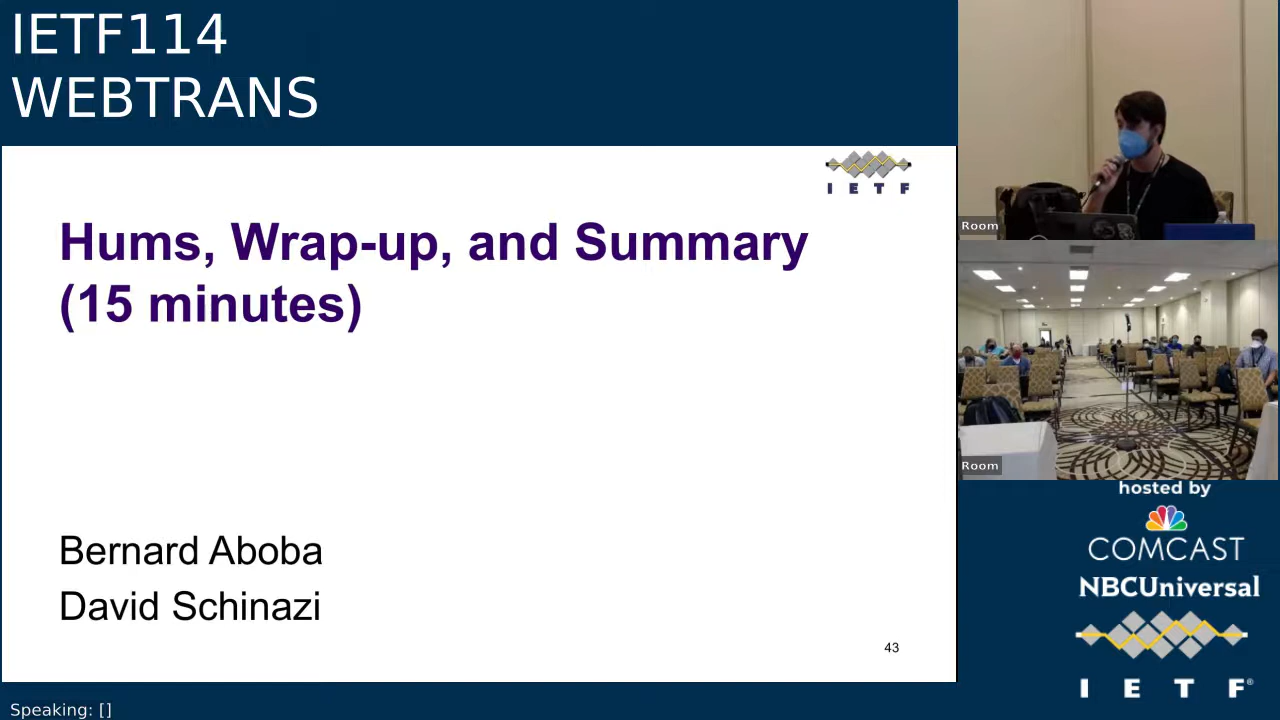 IETF114
WEBTRANS
I E T F
Hums, Wrap-up, and Summary
(15 minutes)
Bernard Aboba
David Schinazi
43
Room
Room
hosted by
COMCAST
NBCUniversal
I E T F®
Speaking: []